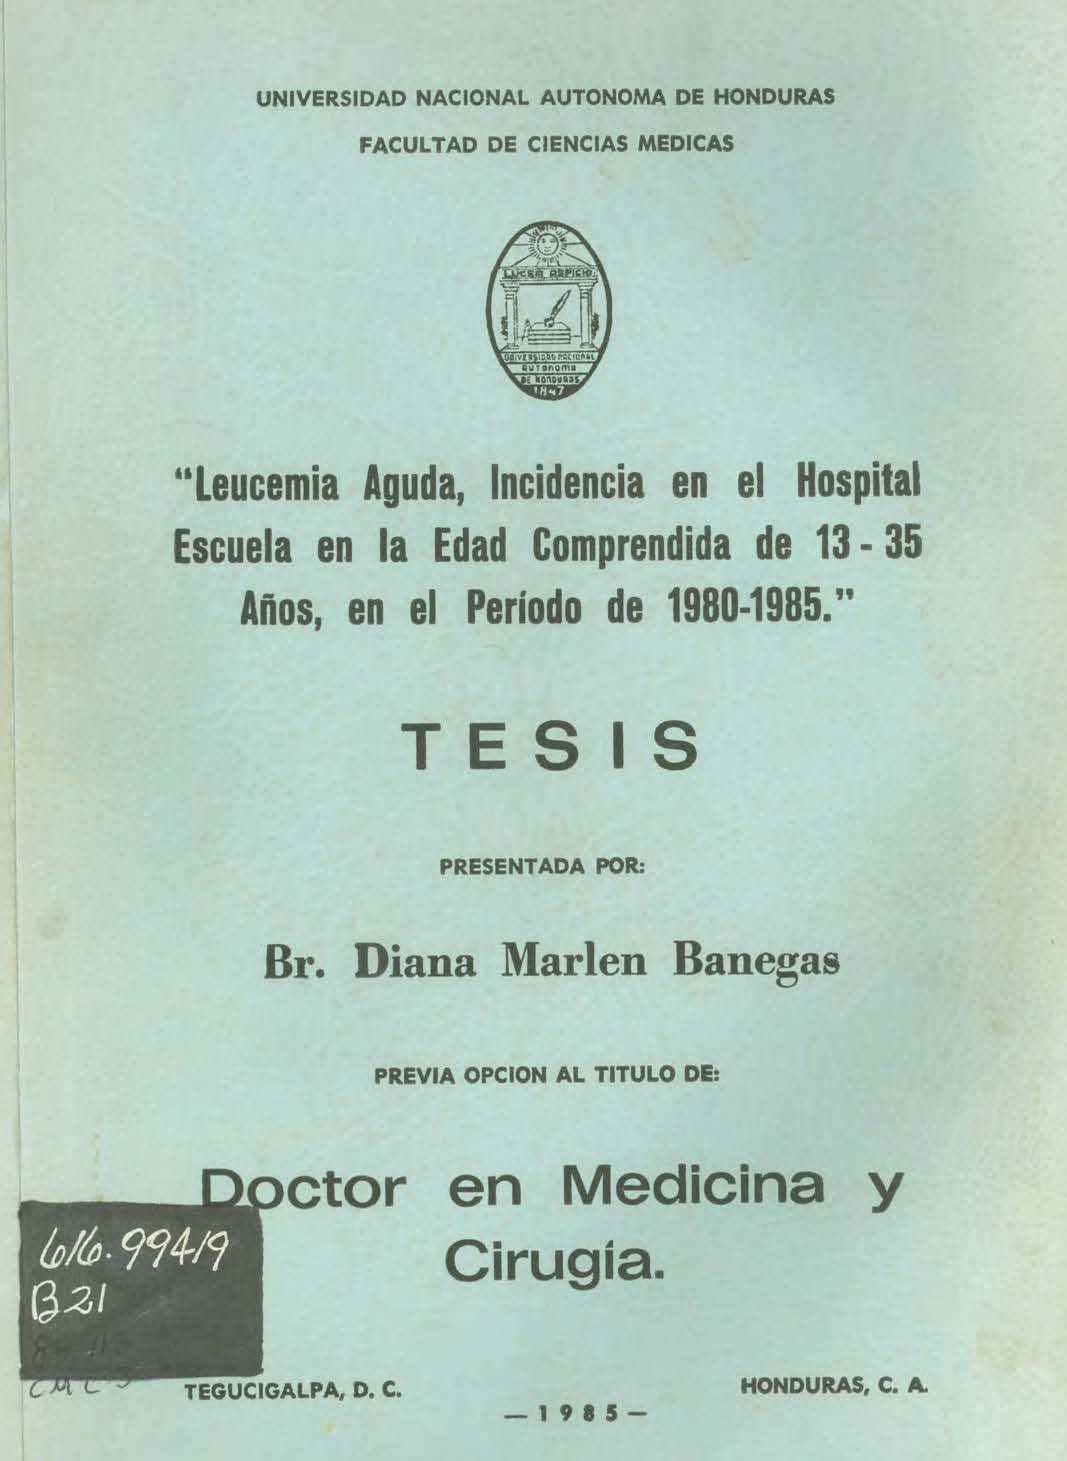 UNIVERSIDAD NACIONAL AUTONOMA DE HONDURAS
FACULTAD DE CIENCIAS MEDICAS
LUCEM ASPICIO
UNIVERSIDAD NACIONAL
AUTONOMA
DE HONDURAS
1847
“Leucemia Aguda, Incidencia en el Hospital
Escuela en la Edad Comprendida de 13 - 35
Años, en el Período de 1980-1985.”
TESIS
PRESENTADA POR:
Br. Diana Marlen Banegas
PREVIA OPCION AL TITULO DE:
Doctor en Medicina y
Cirugía.
616.99419
B21
TEGUCIGALPA, D. C.
HONDURAS, C. A.
—1985—